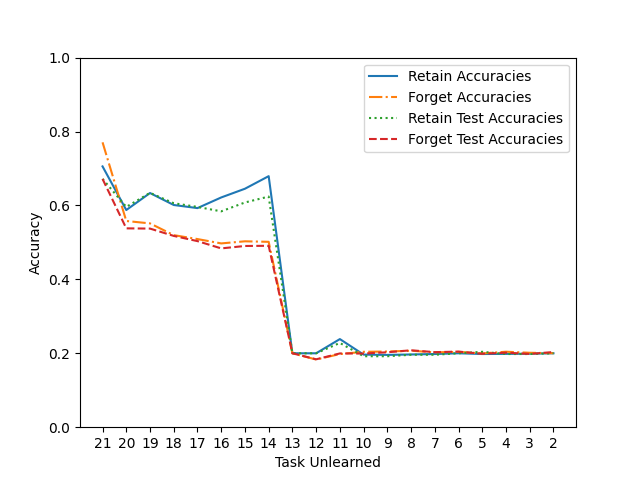 1.0
0.8
0.6
0.4
0.2
0.0
Accuracy
Retain Accuracies
Forget Accuracies
Retain Test Accuracies
Forget Test Accuracies
21 20 19 18 17 16 15 14 13 12 11 10 9 8 7 6 5 4 3 2
Task Unlearned